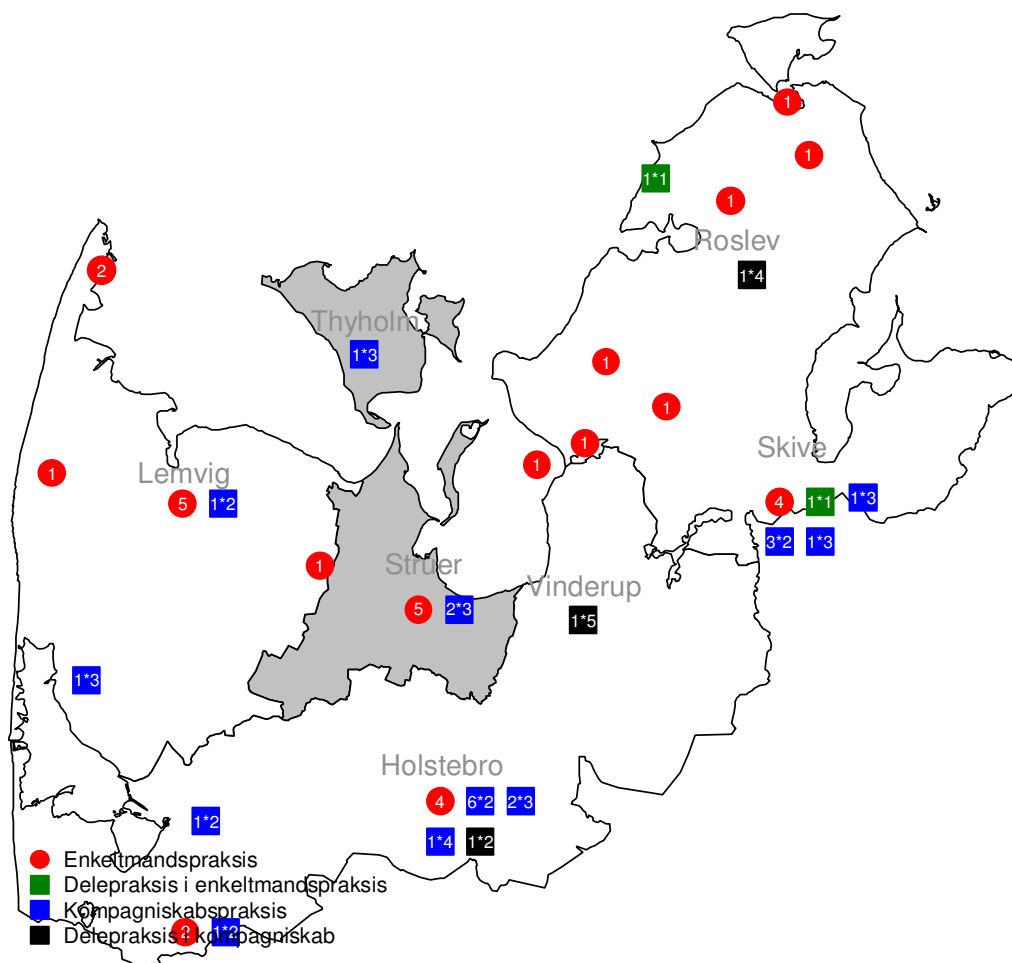 1
1
1*1
1
Roslev
1*4
2
Thyholm
1*3
1
1
1
1
Skive
1
Lemvig
5
1*2
4
1*1
1*3
3*2
1*3
1
Struer
5
2*3
Vinderup
1*5
1*3
Holstebro
4
6*2
2*3
1*4
1*2
1*2
Enkeltmandspraksis
Delepraksis i enkeltmandspraksis
Kompagniskabspraksis
2
1*2
Delepraksis i kompagniskab